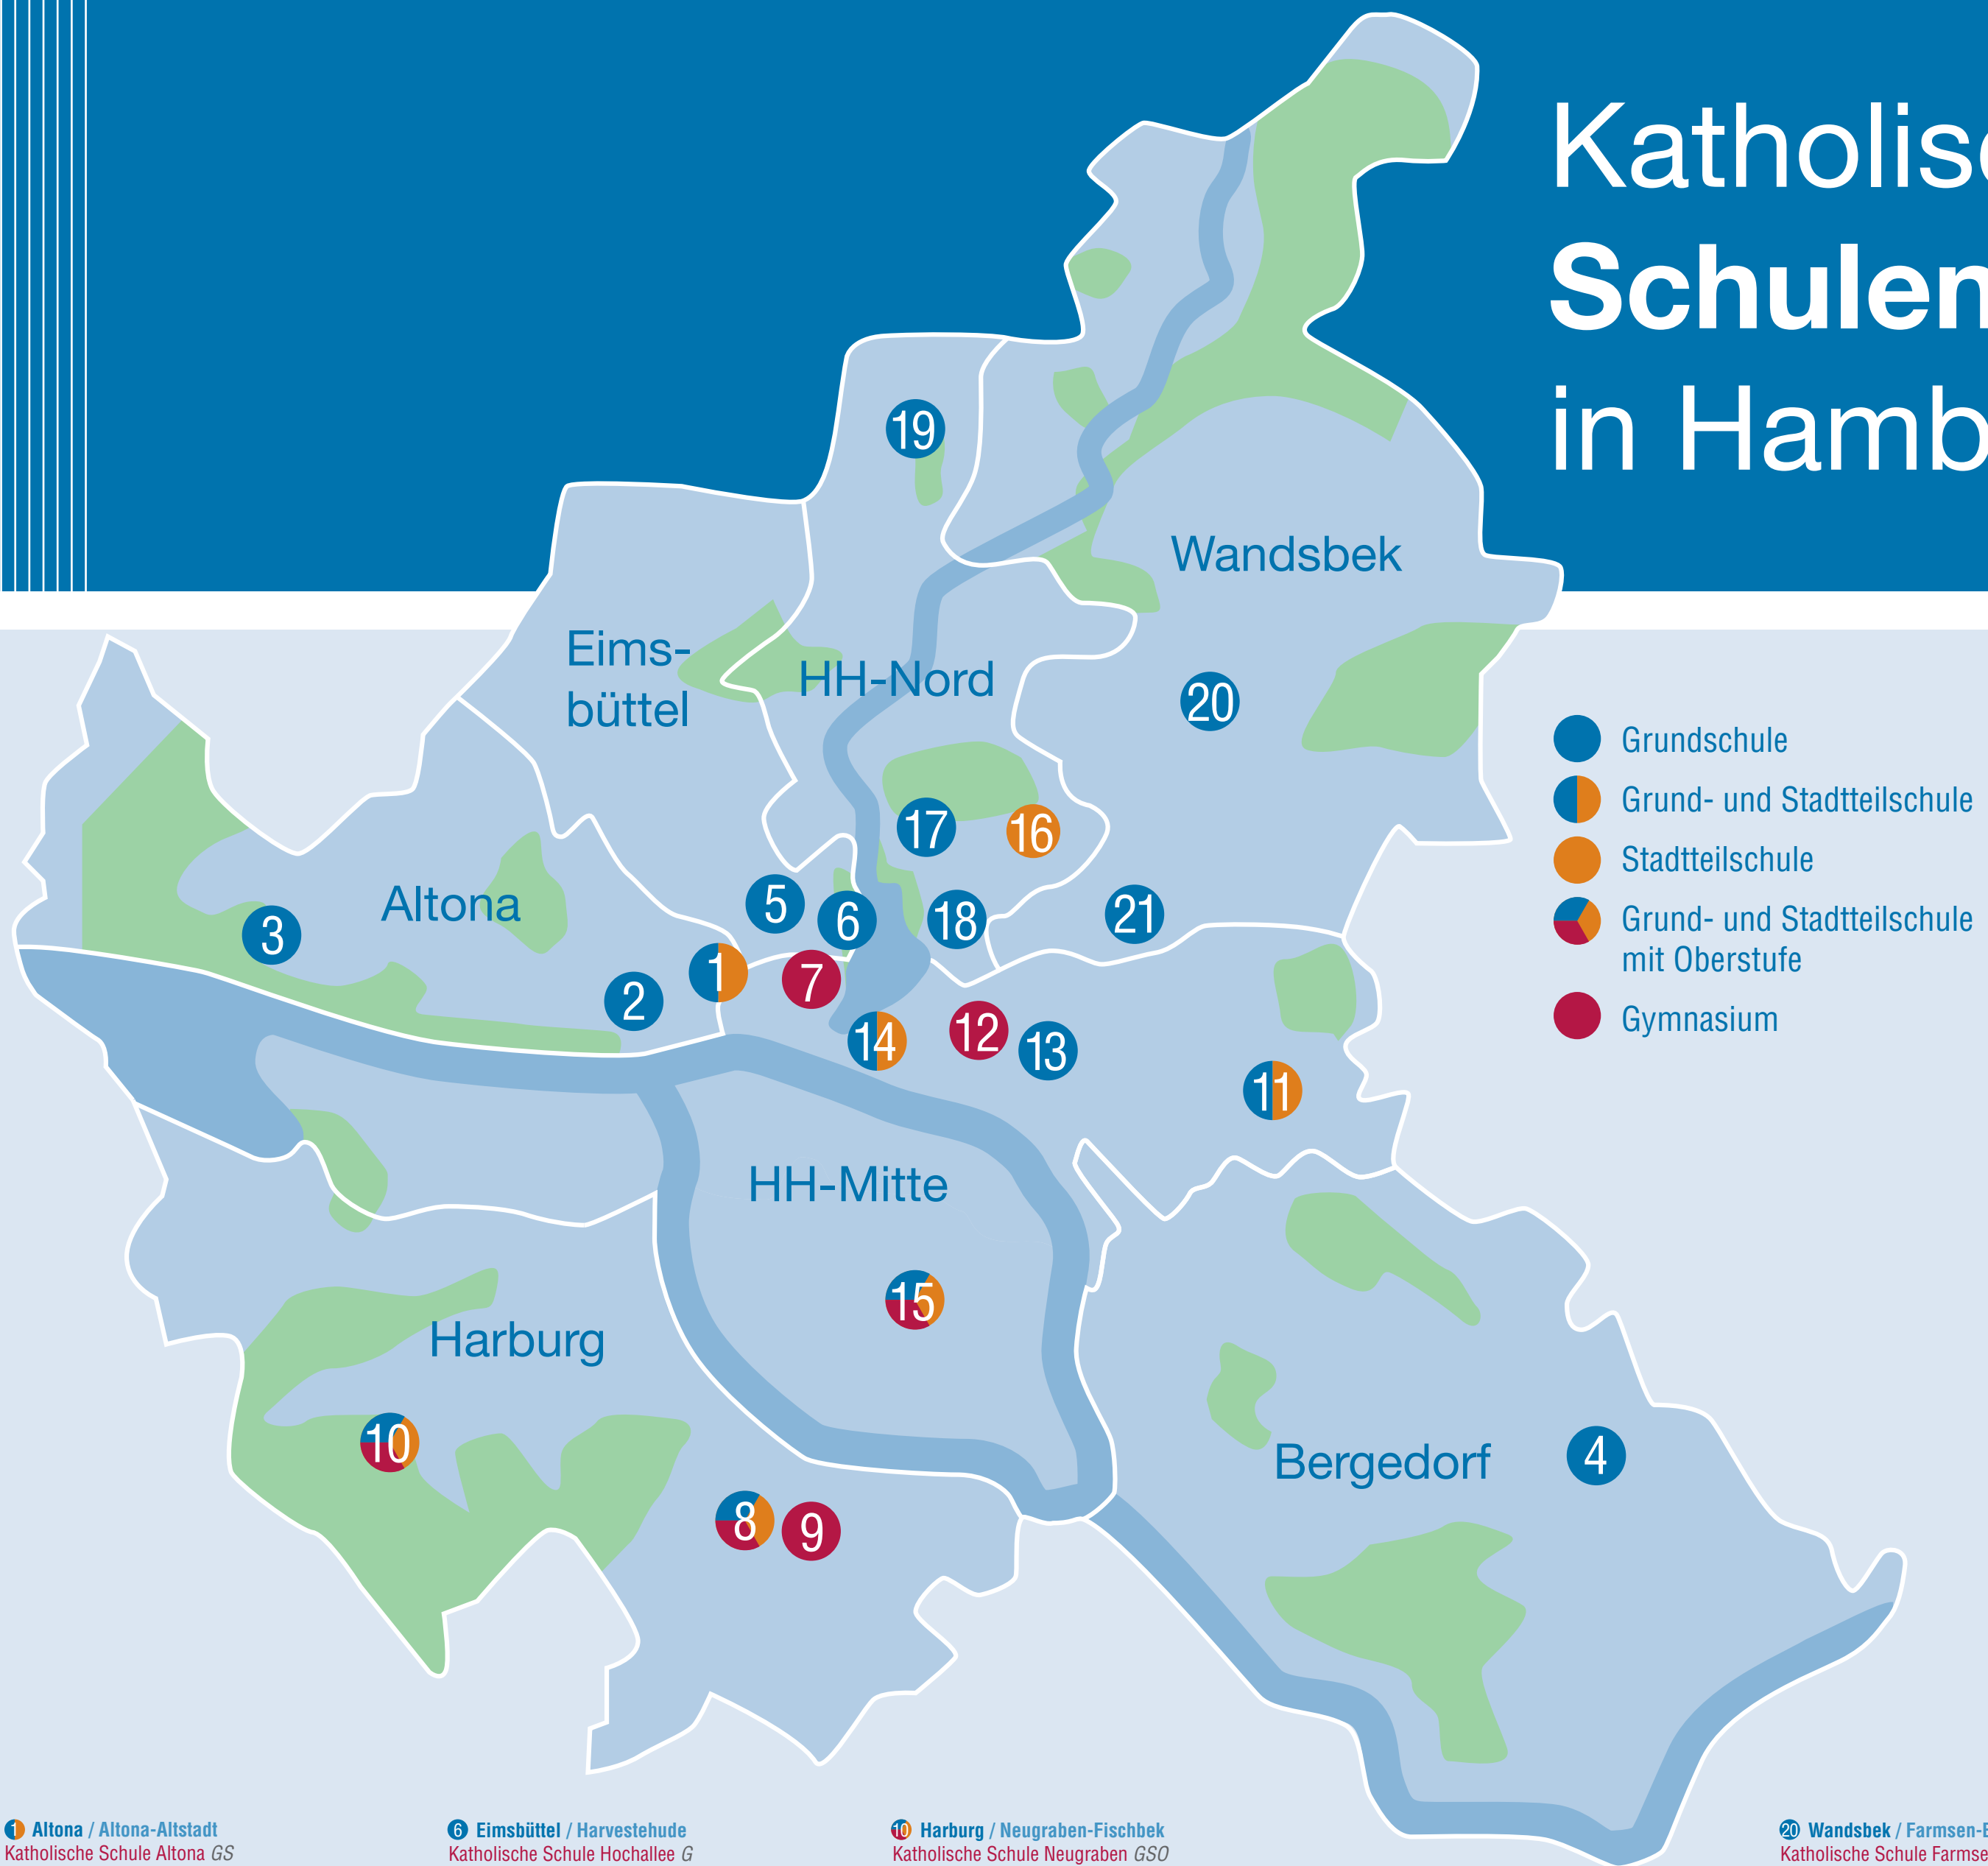 Katholis
Schulen
in Hamb
19
Wandsbek
Eims-
büttel
HH-Nord
20
Grundschule
Grund- und Stadtteilschule
17
16
Stadtteilschule
Altona
5
6
18
21
3
Grund- und Stadtteilschule
mit Oberstufe
1
7
2
14
12
13
Gymnasium
11
HH-Mitte
15
Harburg
10
Bergedorf
4
8
9
1 Altona / Altona-Altstadt
Katholische Schule Altona GS
6 Eimsbüttel / Harvestehude
Katholische Schule Hochallee G
10 Harburg / Neugraben-Fischbek
Katholische Schule Neugraben GSO
20 Wandsbek / Farmsen-
Katholische Schule Farmse